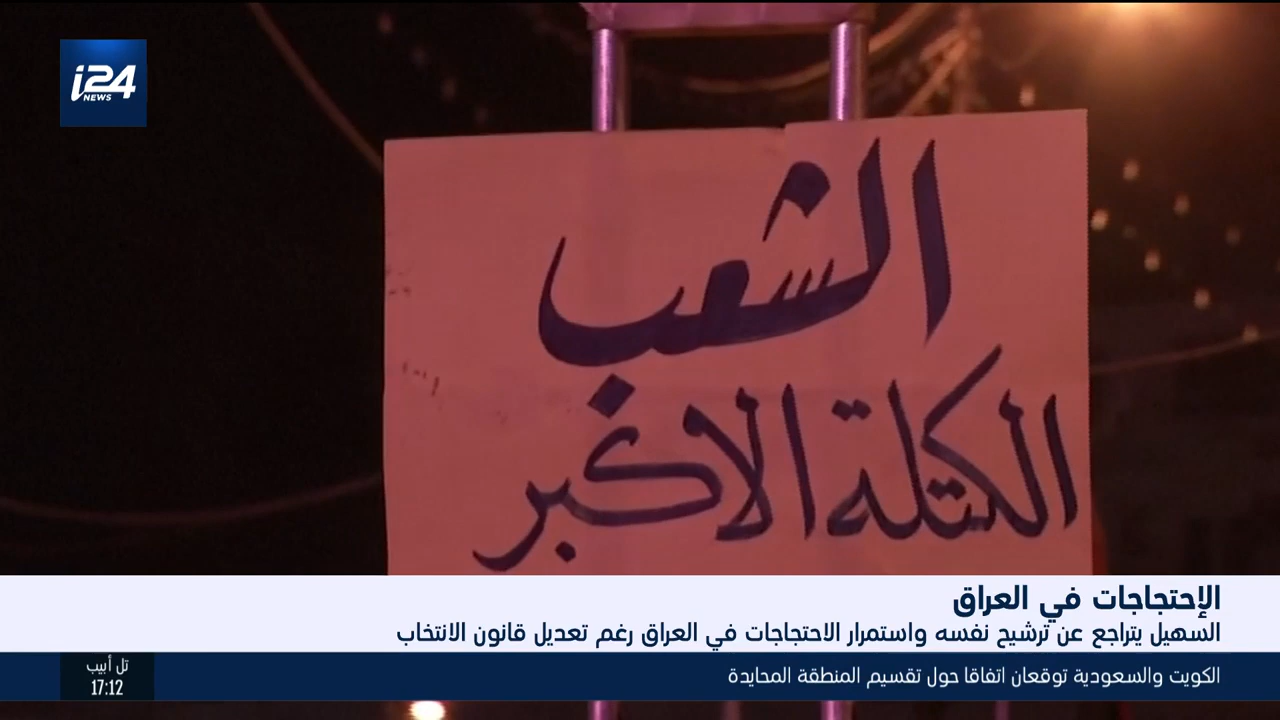 i24
NEWS
الشعب
الكتلة الاكبر
الإحتجاجات في العراق
السهيل يتراجع عن ترشيح نفسه واستمرار الاحتجاجات في العراق رغم تعديل قانون الانتخاب
الكويت والسعودية توقعان اتفاقا حول تقسيم المنطقة المحايدة
تل أبيب
17:12